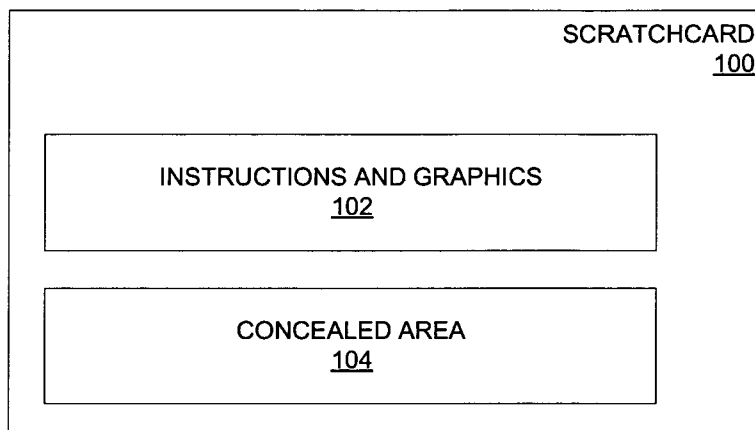 SCRATCHCARD
100
INSTRUCTIONS AND GRAPHICS
102
CONCEALED AREA
104